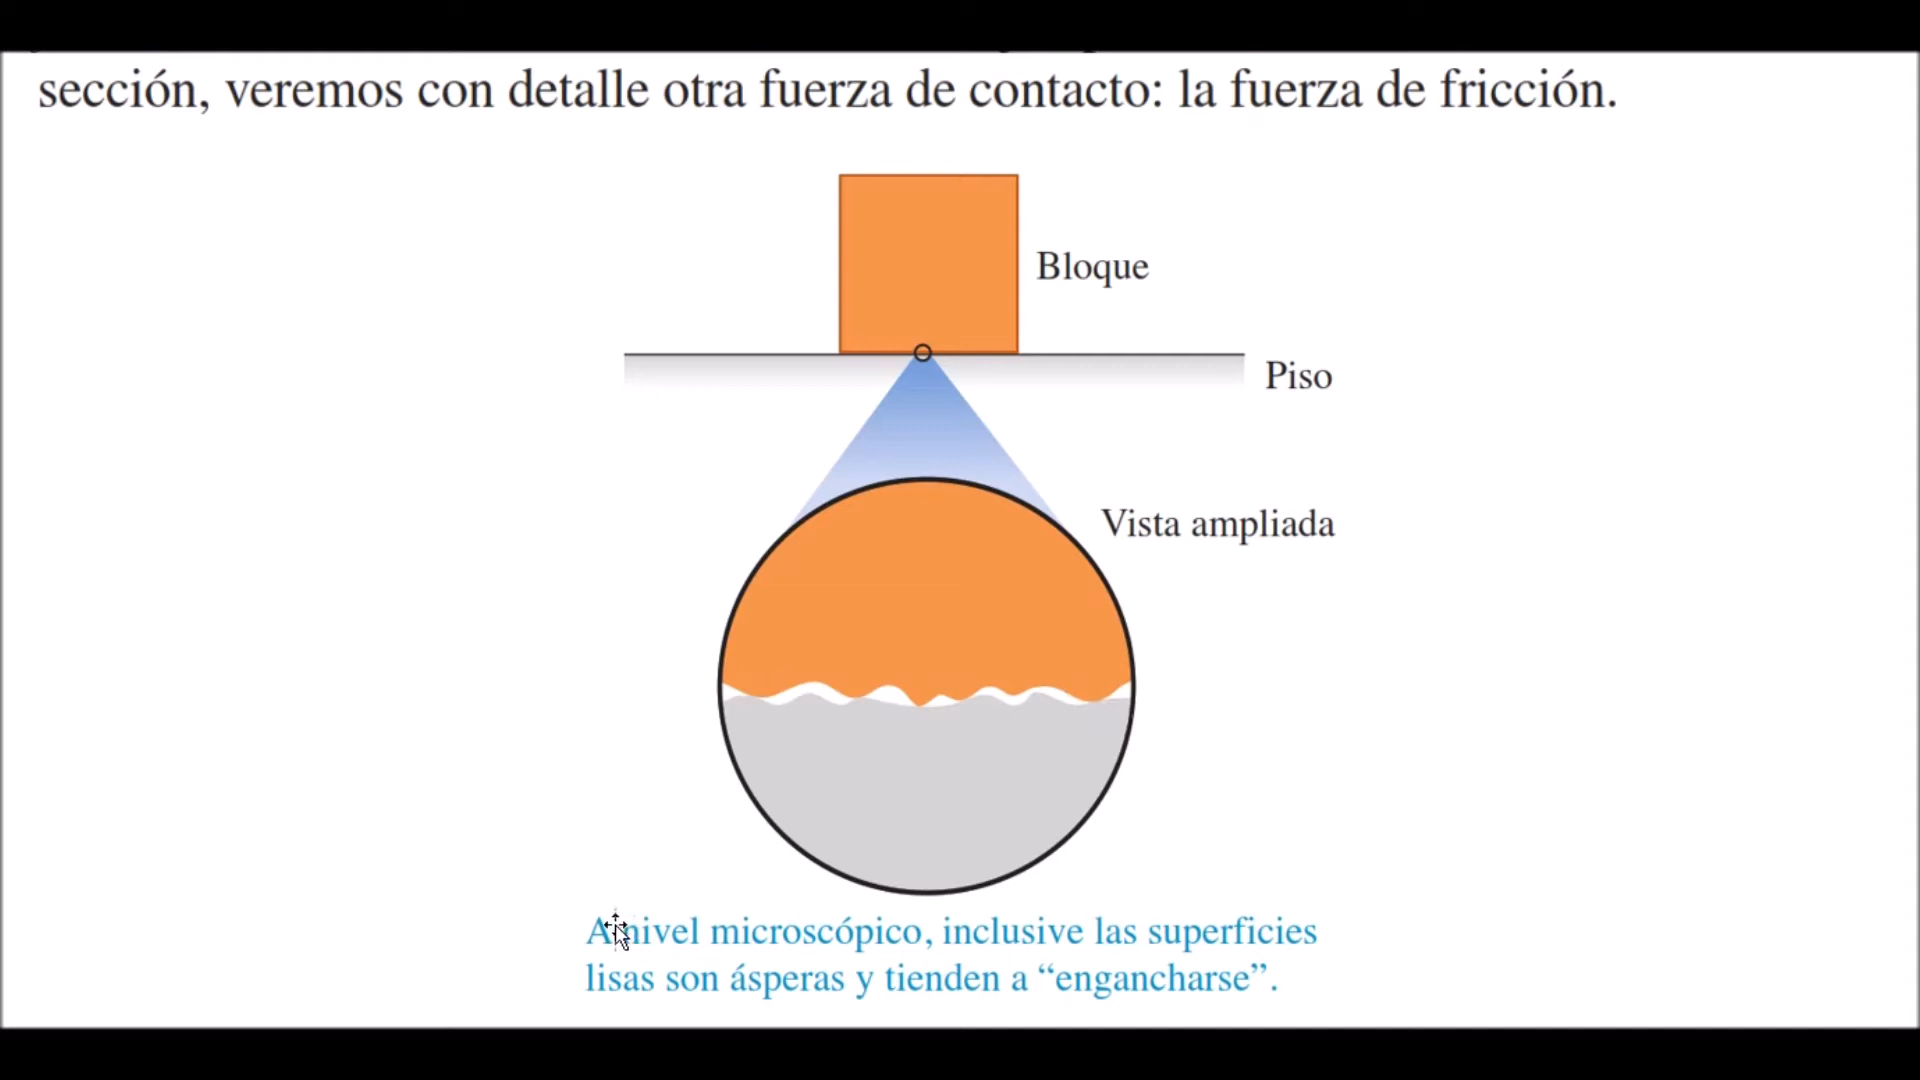 sección, veremos con detalle otra fuerza de contacto: la fuerza de fricción.
Bloque
Piso
Vista ampliada
A nivel microscópico, inclusive las superficies
lisas son ásperas y tienden a “engancharse”.